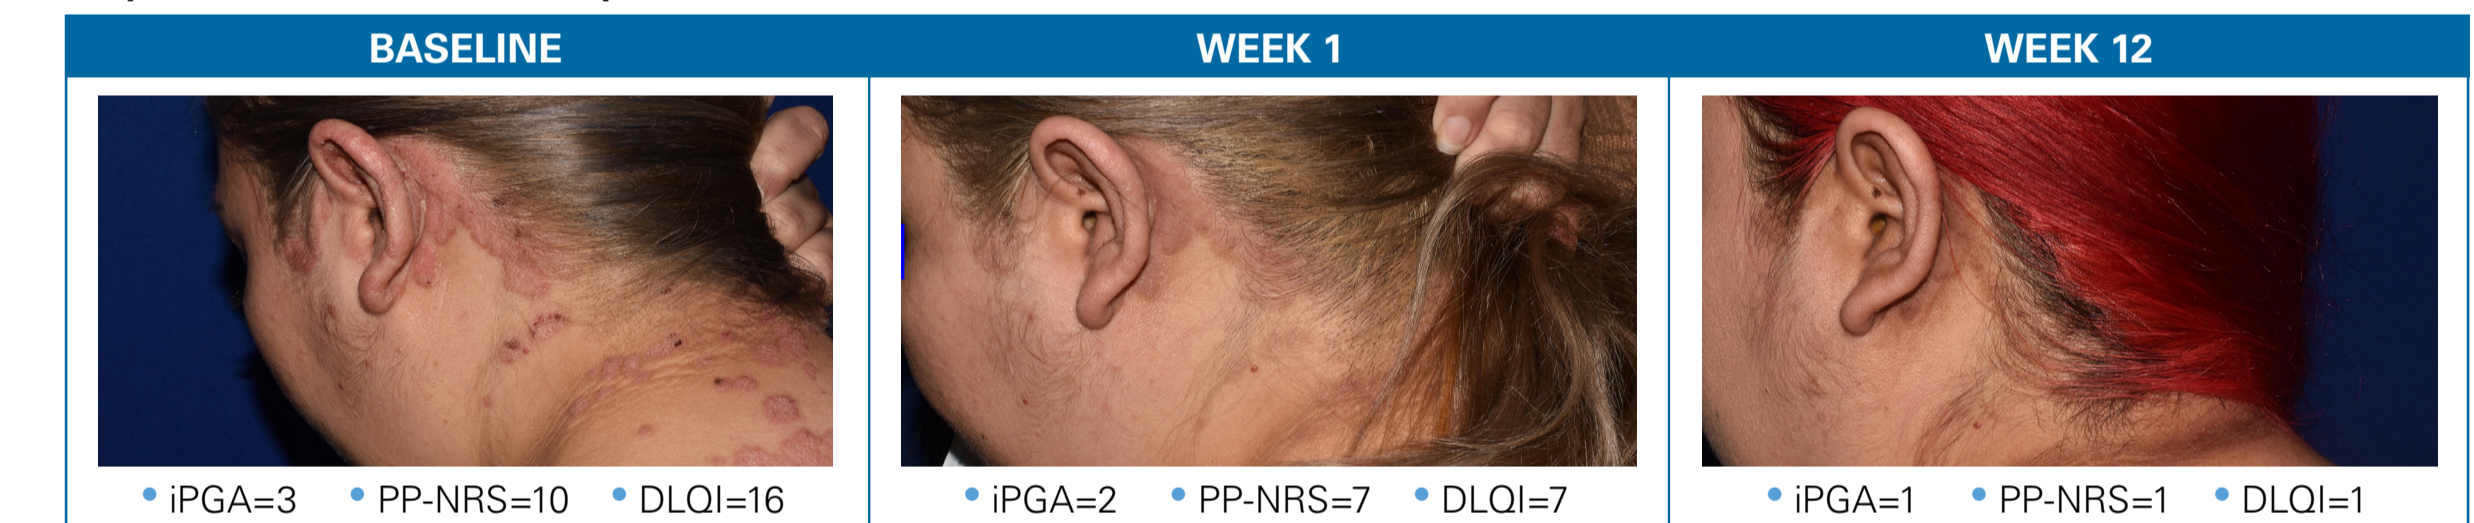 BASELINE
WEEK 1
WEEK 12
• iPGA=3 • PP-NRS=10 • DLQI=16
• iPGA=2 • PP-NRS=7 • DLQI=7
• iPGA=1 • PP-NRS=1 • DLQI=1